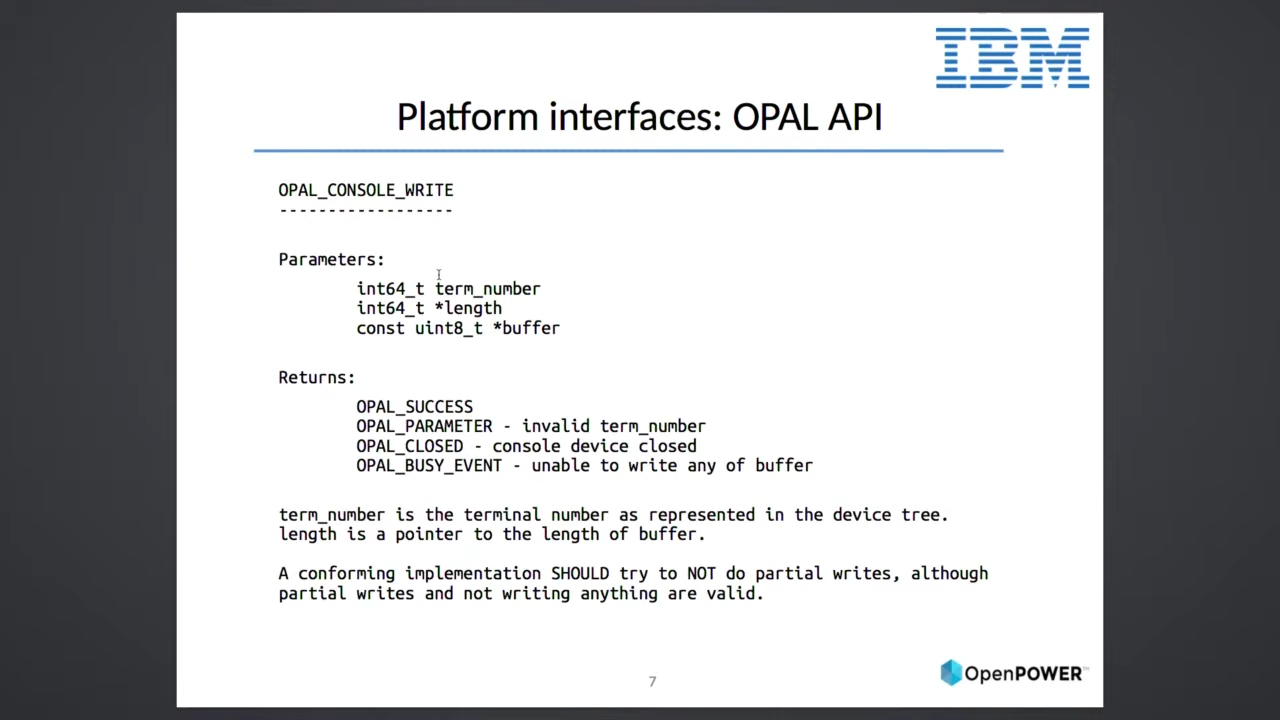 IBM
Platform interfaces: OPAL API
OPAL_CONSOLE_WRITE
------------------
Parameters:
int64_t term_number
int64_t *length
const uint8_t *buffer
Returns:
OPAL_SUCCESS
OPAL_PARAMETER - invalid term_number
OPAL_CLOSED - console device closed
OPAL_BUSY_EVENT - unable to write any of buffer
term_number is the terminal number as represented in the device tree.
length is a pointer to the length of buffer.
A conforming implementation SHOULD try to NOT do partial writes, although
partial writes and not writing anything are valid.
7
OpenPOWER™